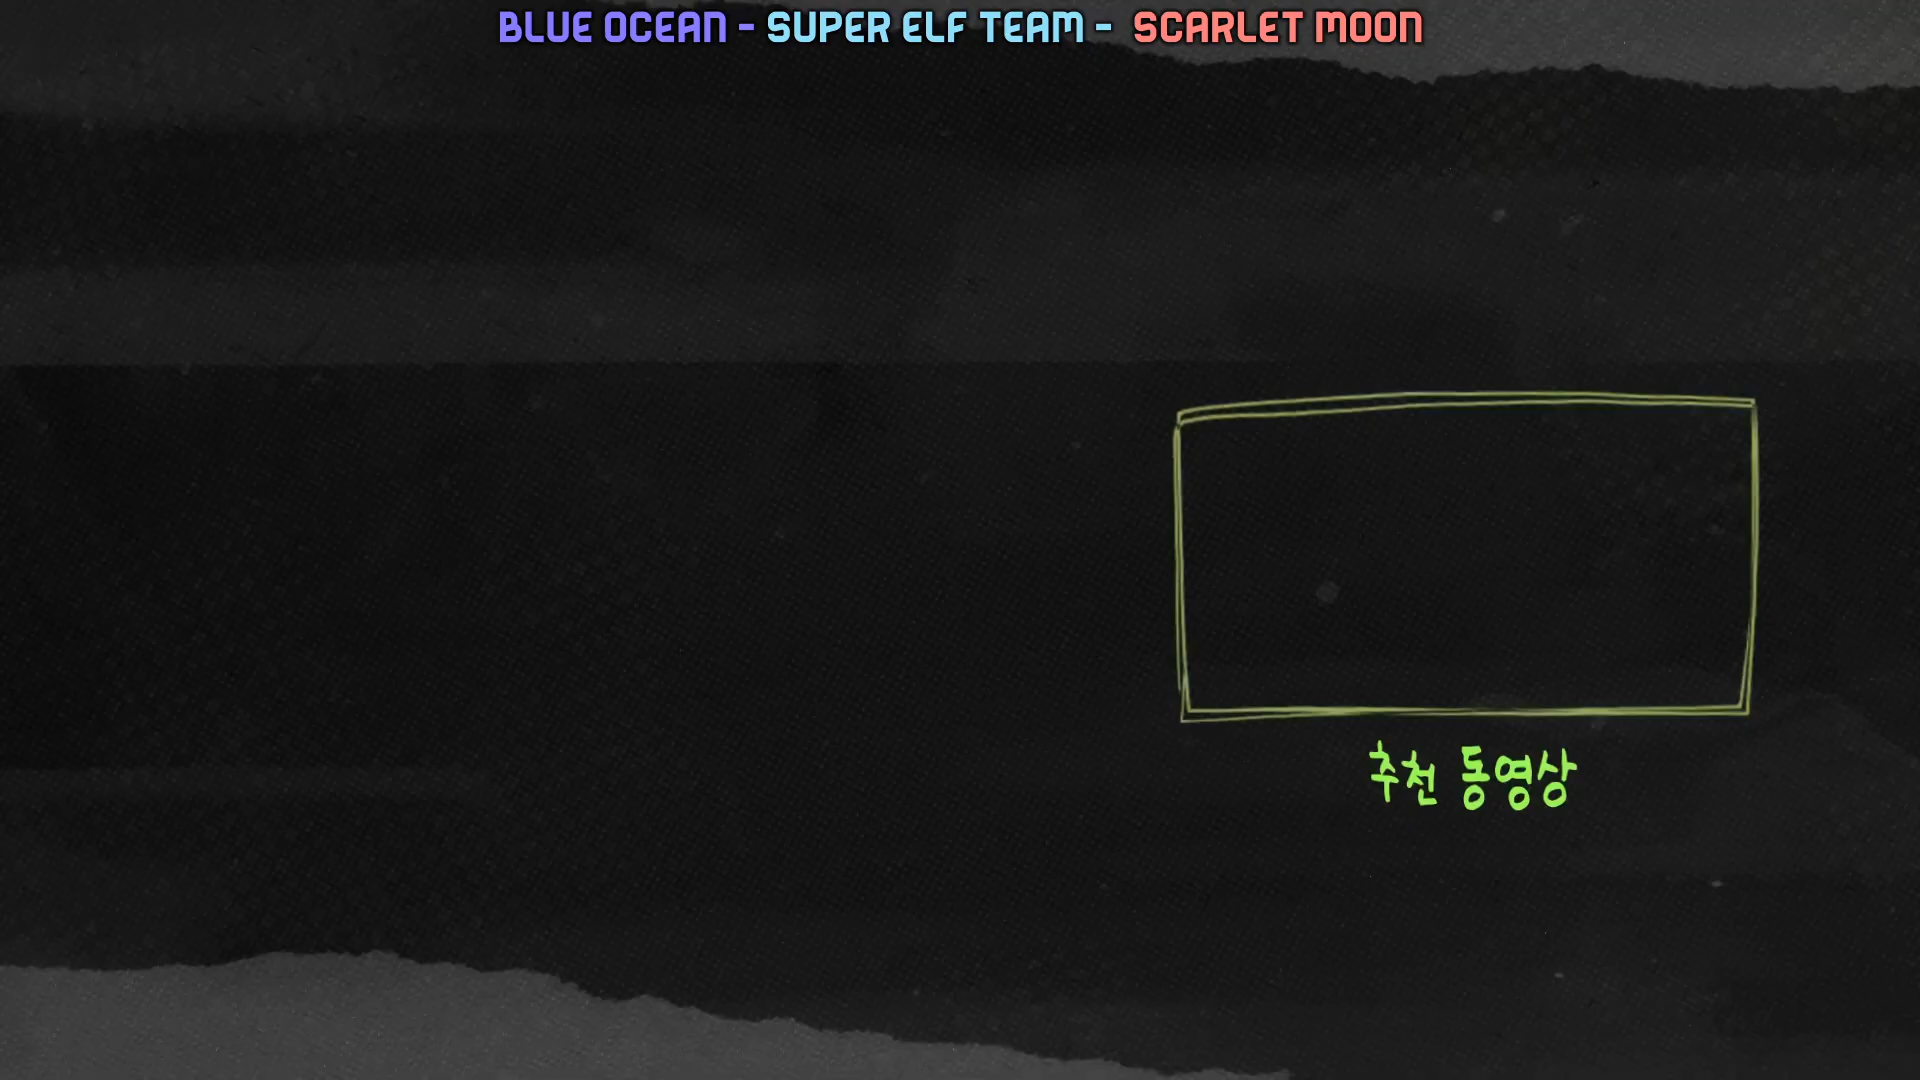 BLUE OCEAN - SUPER ELF TEAM - SCARLET MOON
추천 동영상